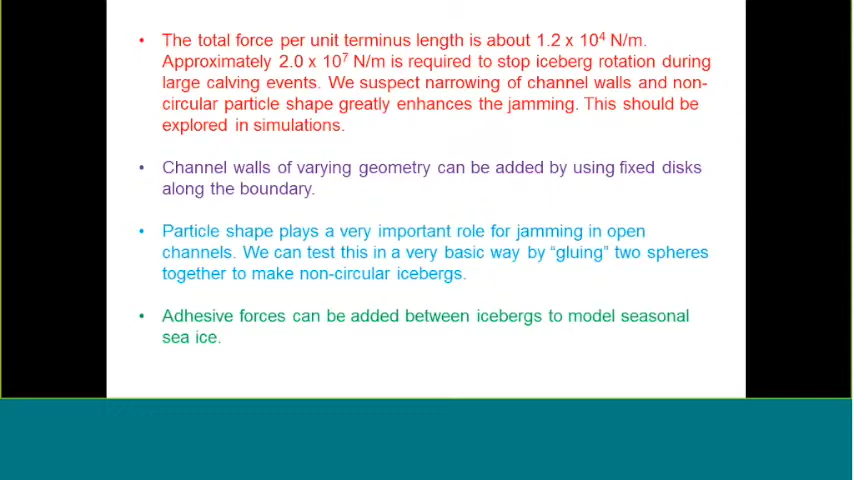 • The total force per unit terminus length is about 1.2 x 10⁴ N/m.
Approximately 2.0 x 10⁷ N/m is required to stop iceberg rotation during
large calving events. We suspect narrowing of channel walls and non-
circular particle shape greatly enhances the jamming. This should be
explored in simulations.
• Channel walls of varying geometry can be added by using fixed disks
along the boundary.
• Particle shape plays a very important role for jamming in open
channels. We can test this in a very basic way by “gluing” two spheres
together to make non-circular icebergs.
• Adhesive forces can be added between icebergs to model seasonal
sea ice.